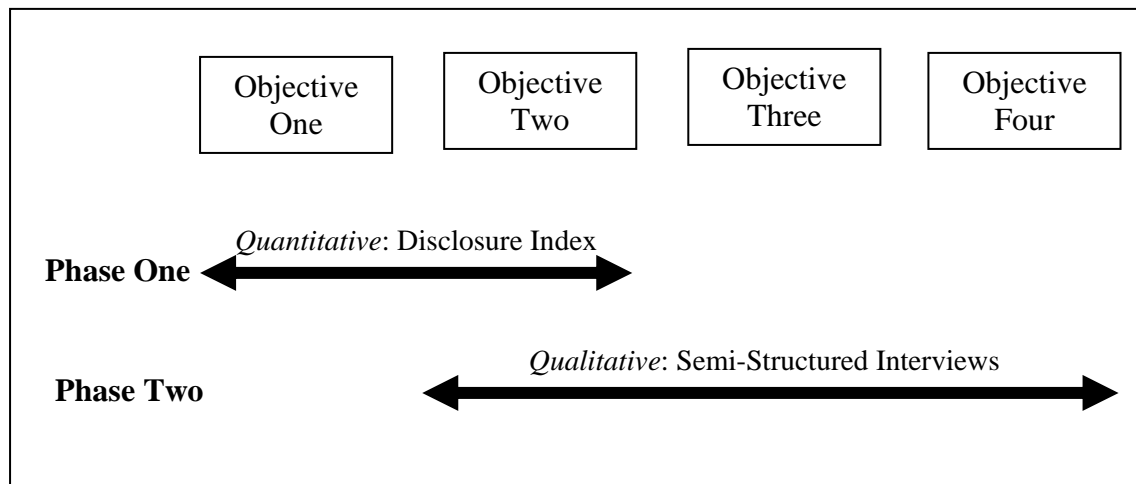 Objective
One
Objective
Two
Objective
Three
Objective
Four
Quantitative: Disclosure Index
Phase One
Qualitative: Semi-Structured Interviews
Phase Two